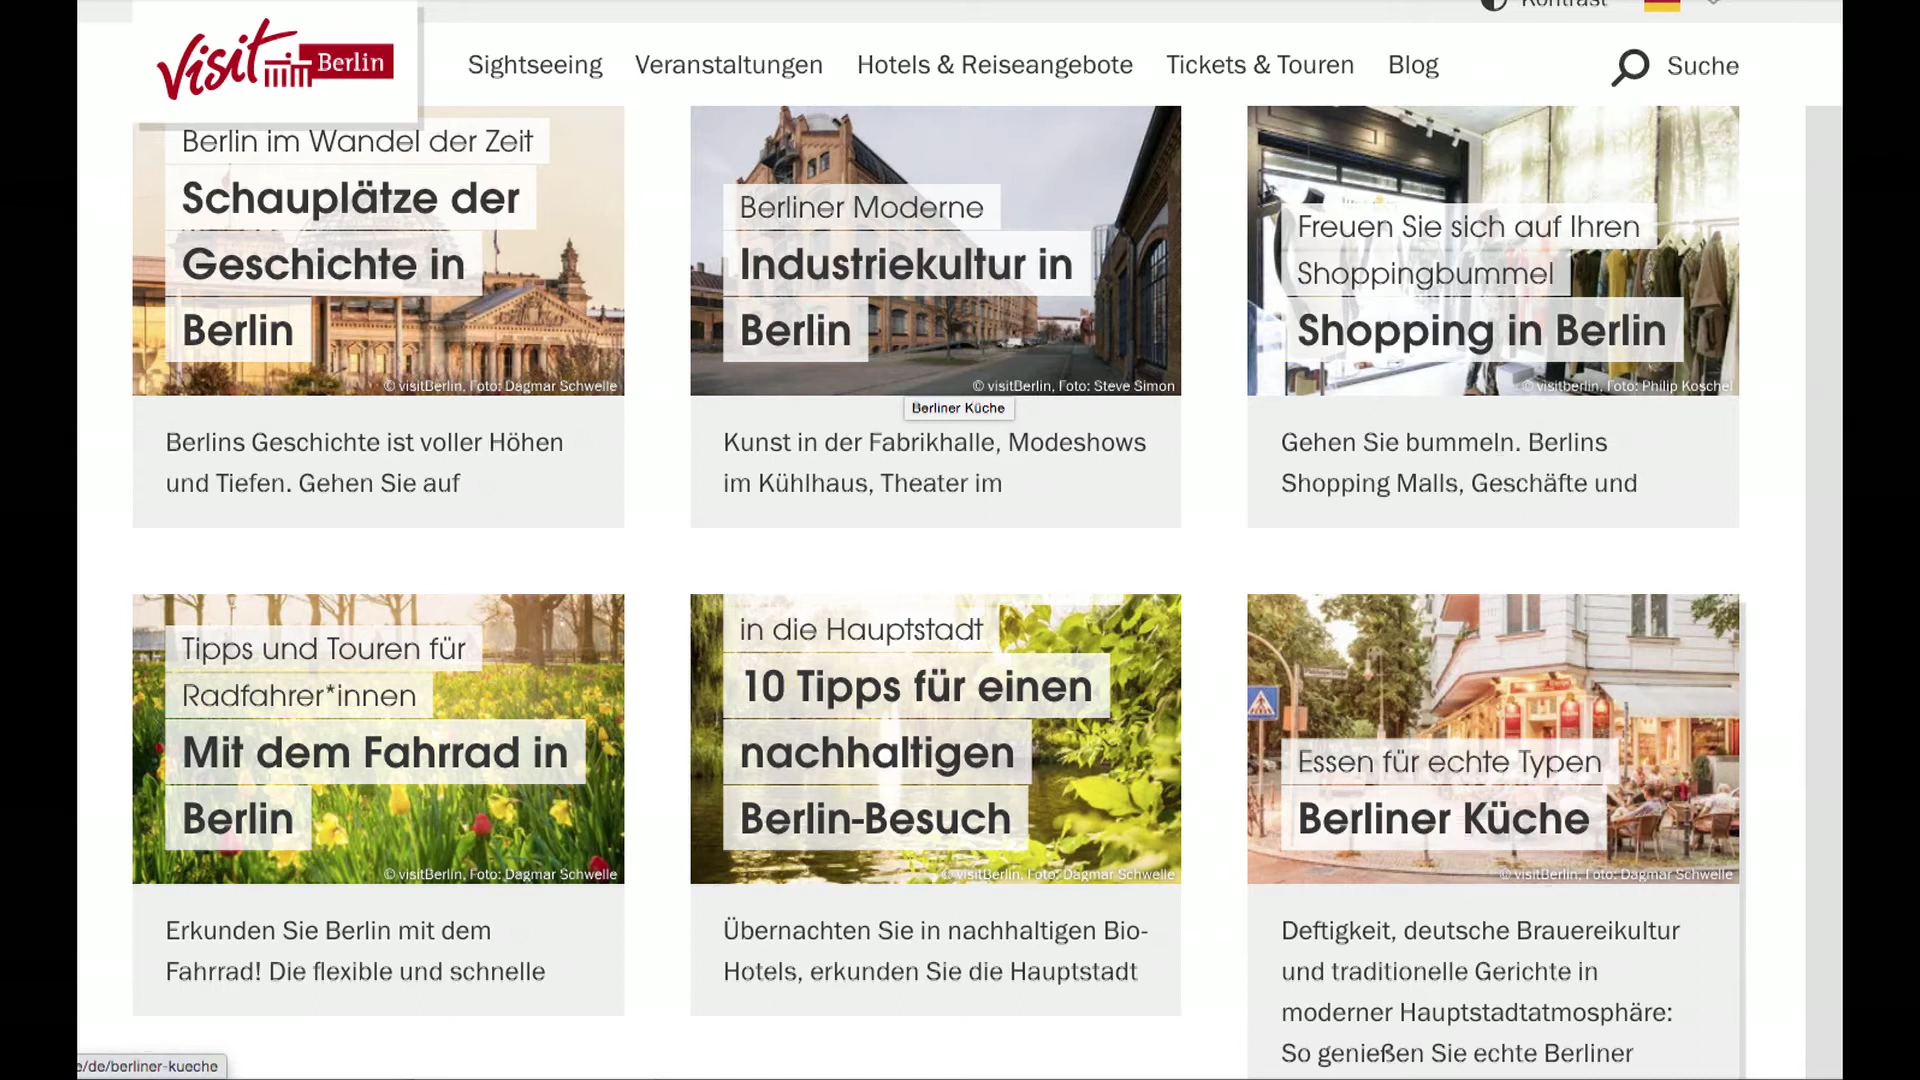 Kontrast
visit Berlin
Sightseeing
Veranstaltungen
Hotels & Reiseangebote
Tickets & Touren
Blog
Suche
Berlin im Wandel der Zeit
Schauplätze der
Geschichte in
Berlin
© visitBerlin, Foto: Dagmar Schwelle
Berlins Geschichte ist voller Höhen
und Tiefen. Gehen Sie auf
Berliner Moderne
Industriekultur in
Berlin
© visitBerlin, Foto: Steve Simon
Berliner Küche
Kunst in der Fabrikhalle, Modeshows
im Kühlhaus, Theater im
Freuen Sie sich auf Ihren
Shoppingbummel
Shopping in Berlin
© visitberlin, Foto: Philip Koschel
Gehen Sie bummeln. Berlins
Shopping Malls, Geschäfte und
Tipps und Touren für
Radfahrer*innen
Mit dem Fahrrad in
Berlin
© visitBerlin, Foto: Dagmar Schwelle
Erkunden Sie Berlin mit dem
Fahrrad! Die flexible und schnelle
in die Hauptstadt
10 Tipps für einen
nachhaltigen
Berlin-Besuch
© visitBerlin, Foto: Dagmar Schwelle
Übernachten Sie in nachhaltigen Bio-
Hotels, erkunden Sie die Hauptstadt
Essen für echte Typen
Berliner Küche
© visitBerlin, Foto: Dagmar Schwelle
Deftigkeit, deutsche Brauereikultur
und traditionelle Gerichte in
moderner Hauptstadtatmosphäre:
So genießen Sie echte Berliner
e/de/berliner-kueche